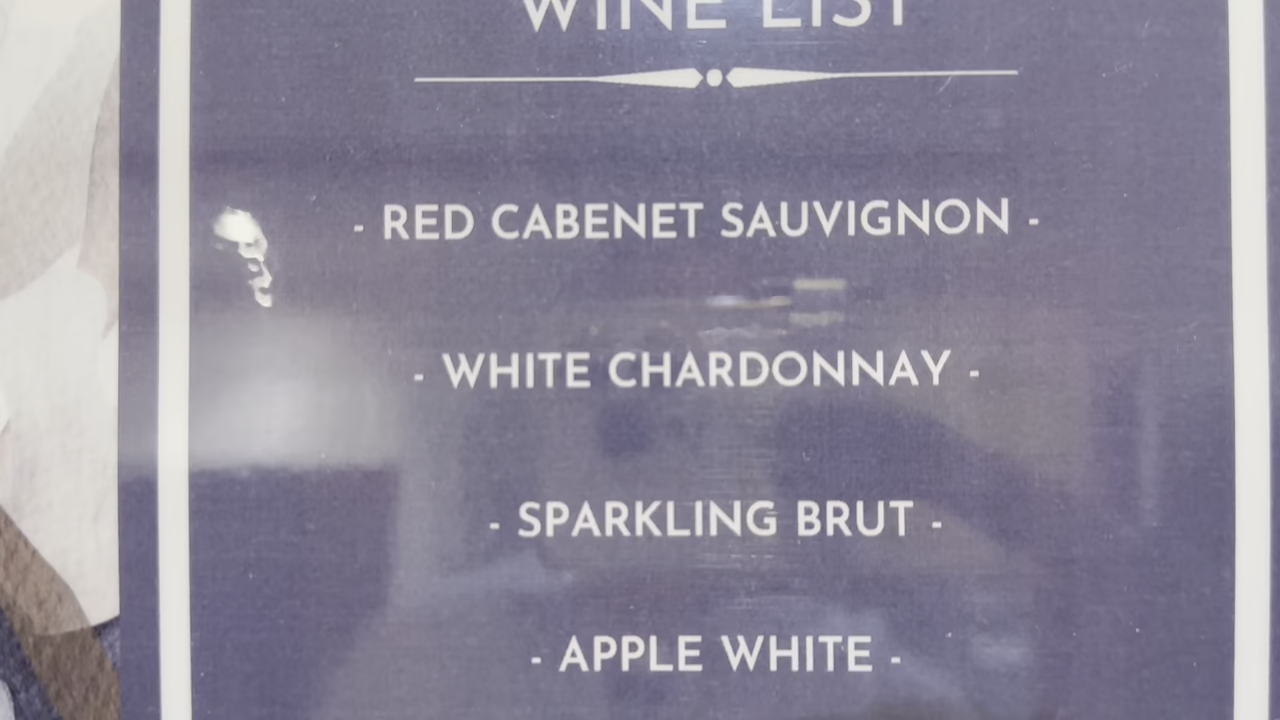 WINE LIST
- RED CABENET SAUVIGNON -
- WHITE CHARDONNAY -
- SPARKLING BRUT -
- APPLE WHITE -